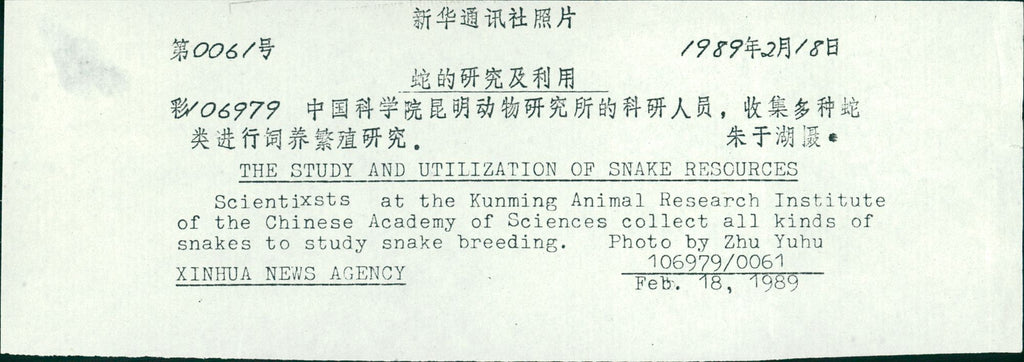 新华通讯社照片
第0061号 1989年2月18日
蛇的研究及利用
彩106979 中国科学院昆明动物研究所的科研人员，收集多种蛇
类进行饲养繁殖研究. 朱于湖摄.
THE STUDY AND UTILIZATION OF SNAKE RESOURCES
Scientixsts at the Kunming Animal Research Institute
of the Chinese Academy of Sciences collect all kinds of
snakes to study snake breeding. Photo by Zhu Yuhu
106979/0061
XINHUA NEWS AGENCY
Feb. 18, 1989